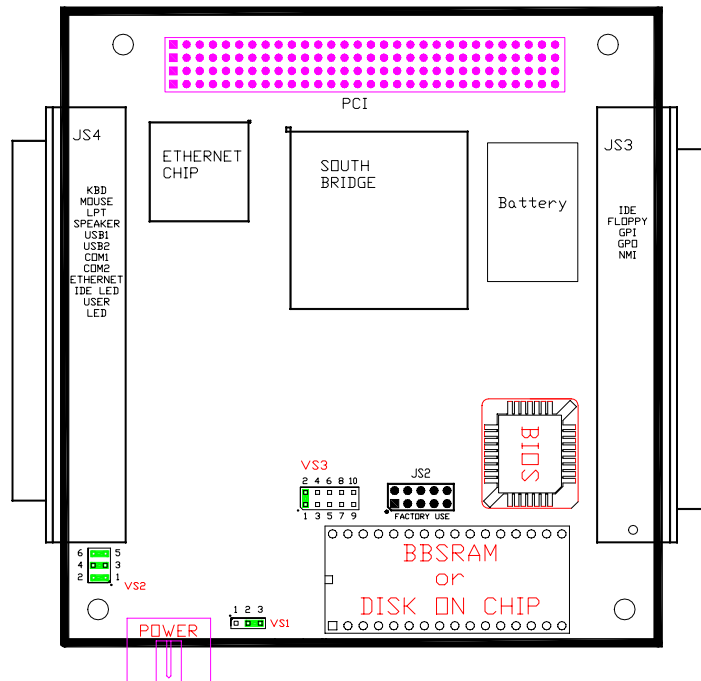 PCI
JS4
JS3
ETHERNET
CHIP
SOUTH
BRIDGE
Battery
KBD
MOUSE
LPT
SPEAKER
USB1
USB2
COM1
COM2
ETHERNET
IDE LED
USER
LED
IDE
FLOPPY
GPI
GPO
NMI
BIOS
VS3
2 4 6 8 10
1 3 5 7 9
JS2
FACTORY USE
6 5
4 3
2 1
VS2
BBSRAM
or
DISK ON CHIP
1 2 3
VS1
POWER